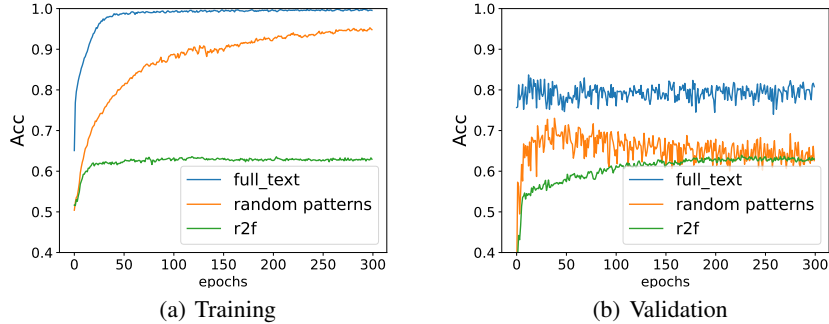 1.0
0.9
0.8
0.7
0.6
0.5
0.4
Acc
full_text
random patterns
r2f
0 50 100 150 200 250 300
epochs
(a) Training
1.0
0.9
0.8
0.7
0.6
0.5
0.4
Acc
full_text
random patterns
r2f
0 50 100 150 200 250 300
epochs
(b) Validation